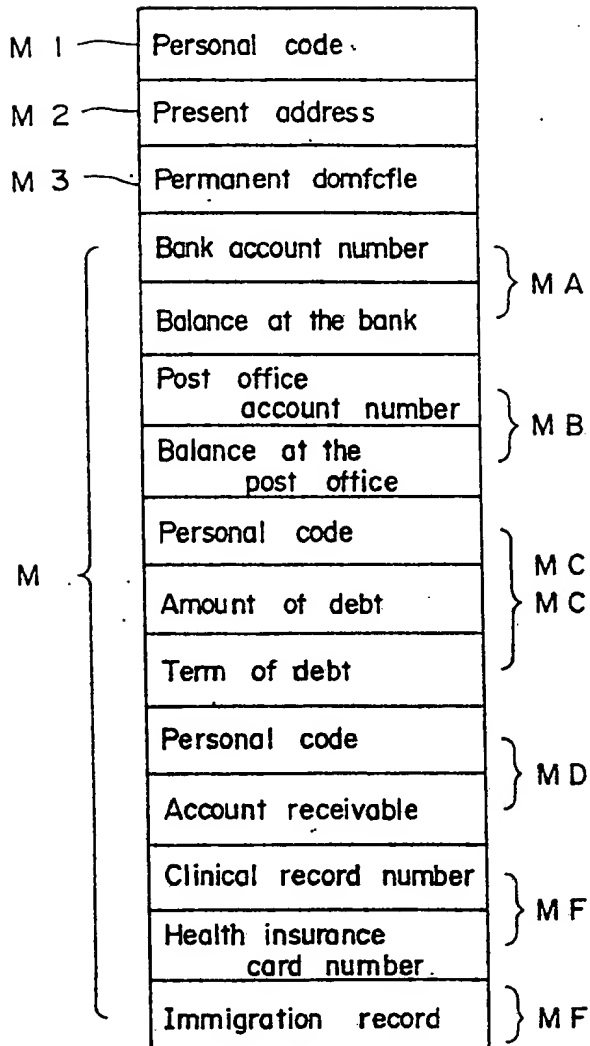 M 1 Personal code
M 2 Present address
M 3 Permanent domfcfle
Bank account number
M A
Balance at the bank
Post office
account number
M B
Balance at the
post office
Personal code
M C
M
Amount of debt
M C
Term of debt
Personal code
M D
Account receivable
Clinical record number
M F
Health insurance
card number.
Immigration record
M F